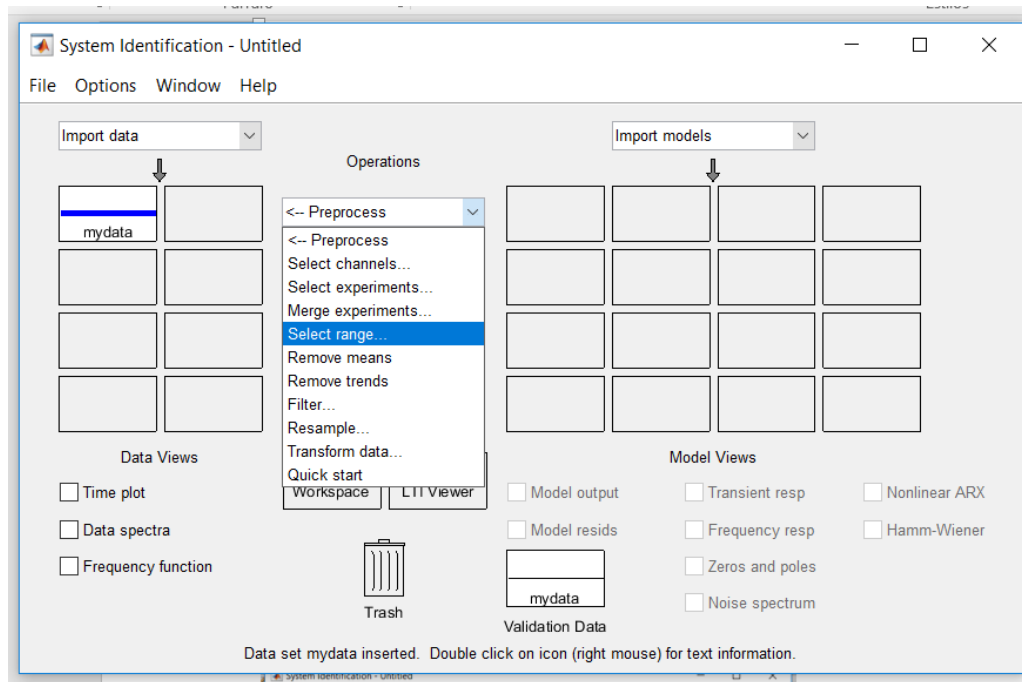 System Identification - Untitled
File Options Window Help
Import data
Import models
Operations
<-- Preprocess
mydata
<-- Preprocess
Select channels...
Select experiments...
Merge experiments...
Select range...
Remove means
Remove trends
Filter...
Resample...
Transform data...
Quick start
Workspace
LTI Viewer
Data Views
Time plot
Data spectra
Frequency function
Trash
Model Views
Model output
Transient resp
Nonlinear ARX
Model resids
Frequency resp
Hamm-Wiener
Zeros and poles
Noise spectrum
mydata
Validation Data
Data set mydata inserted. Double click on icon (right mouse) for text information.
System Identification - Untitled